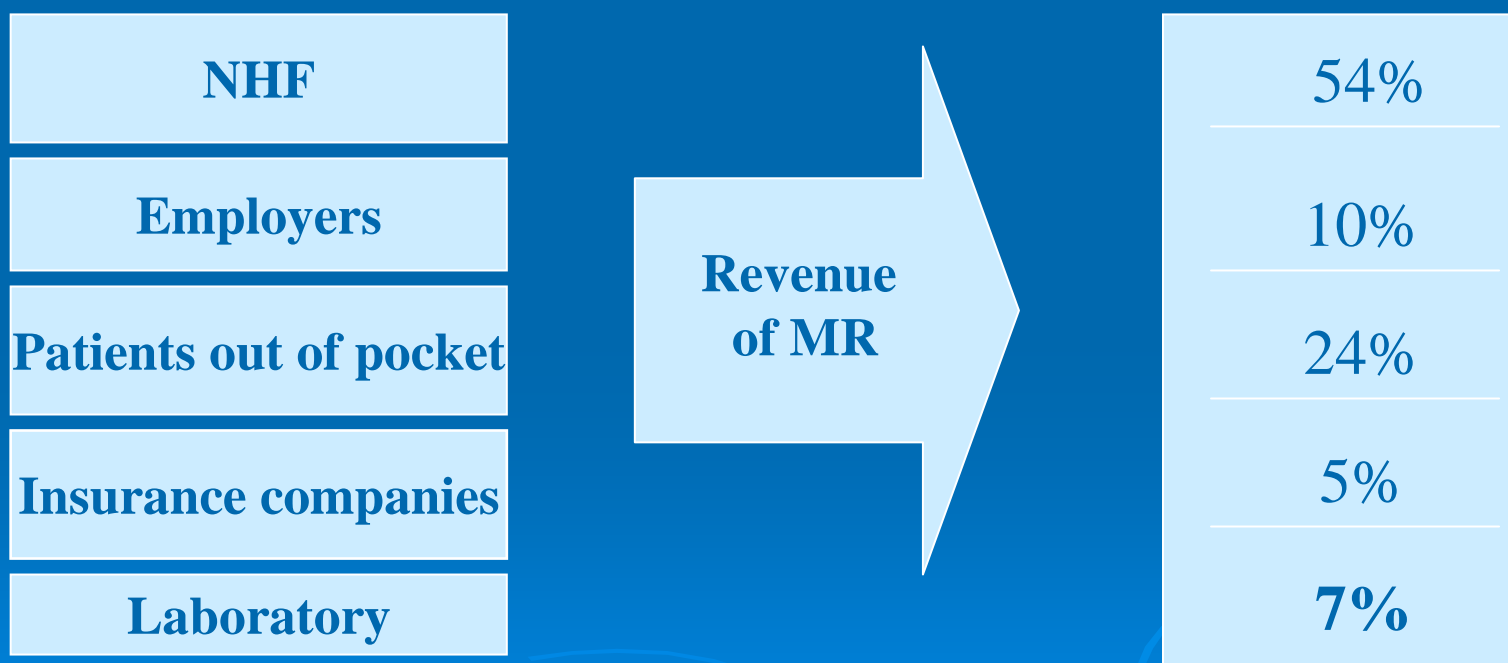 NHF
54%
Employers
10%
Revenue
of MR
Patients out of pocket
24%
Insurance companies
5%
Laboratory
7%